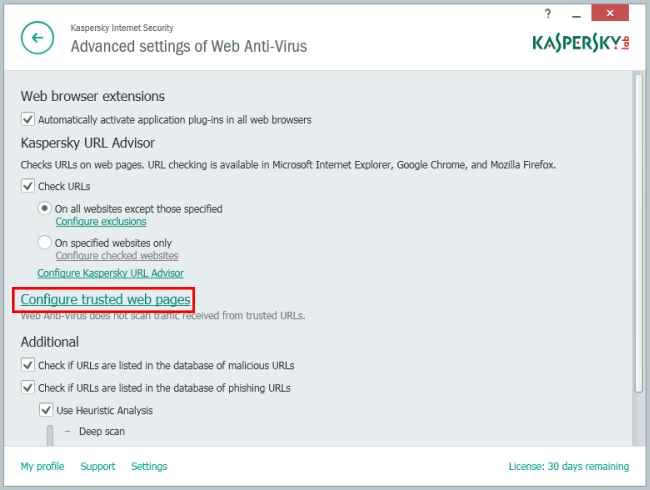 Kaspersky Internet Security
Advanced settings of Web Anti-Virus
KASPERSKY lab
Web browser extensions
Automatically activate application plug-ins in all web browsers
Kaspersky URL Advisor
Checks URLs on web pages. URL checking is available in Microsoft Internet Explorer, Google Chrome, and Mozilla Firefox.
Check URLs
On all websites except those specified
Configure exclusions
On specified websites only
Configure checked websites
Configure Kaspersky URL Advisor
Configure trusted web pages
Web Anti-Virus does not scan traffic received from trusted URLs.
Additional
Check if URLs are listed in the database of malicious URLs
Check if URLs are listed in the database of phishing URLs
Use Heuristic Analysis
Deep scan
My profile Support Settings License: 30 days remaining